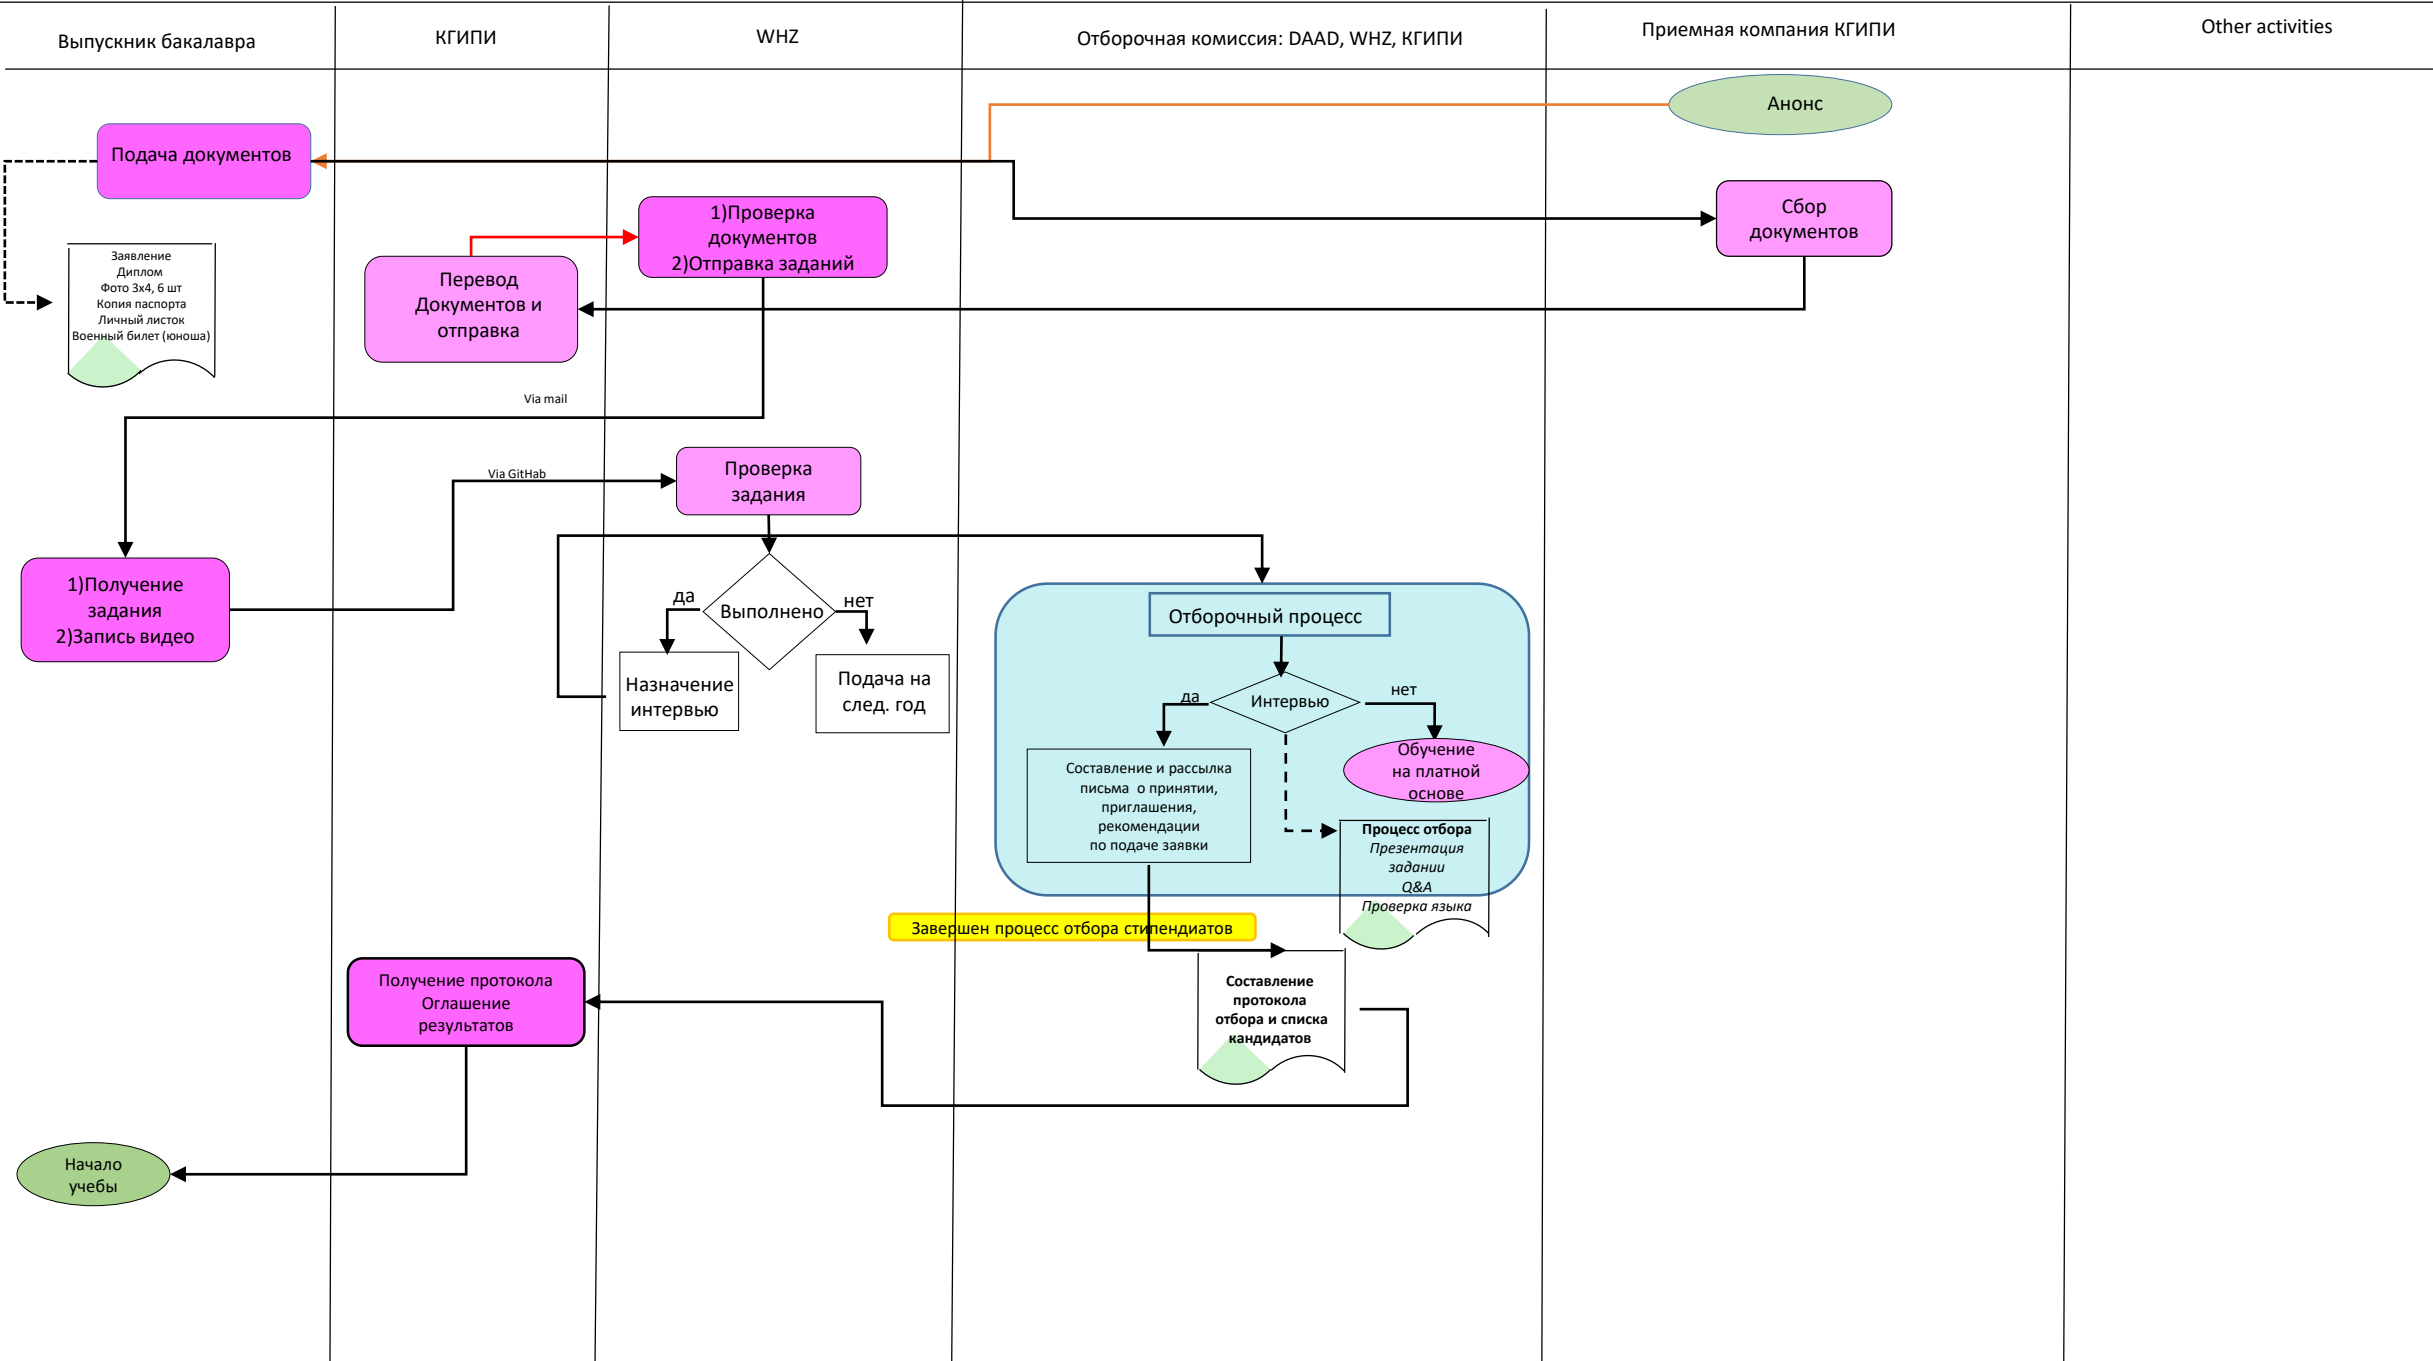 Выпускник бакалавра
КГИПИ
WHZ
Отборочная комиссия: DAAD, WHZ, КГИПИ
Приемная компания КГИПИ
Other activities
Анонс
Подача документов
1)Проверка
документов
2)Отправка заданий
Сбор
документов
Заявление
Диплом
Фото 3х4, 6 шт
Копия паспорта
Личный листок
Военный билет (юноша)
Перевод
Документов и
отправка
Via mail
Via GitHab
Проверка
задания
1)Получение
задания
2)Запись видео
да
Выполнено
нет
Назначение
интервью
Подача на
след. год
Отборочный процесс
да
Интервью
нет
Обучение
на платной
основе
Составление и рассылка
письма о принятии,
приглашения,
рекомендации
по подаче заявки
Процесс отбора
Презентация
задании
Q&A
Проверка языка
Завершен процесс отбора стипендиатов
Составление
протокола
отбора и списка
кандидатов
Получение протокола
Оглашение
результатов
Начало
учебы